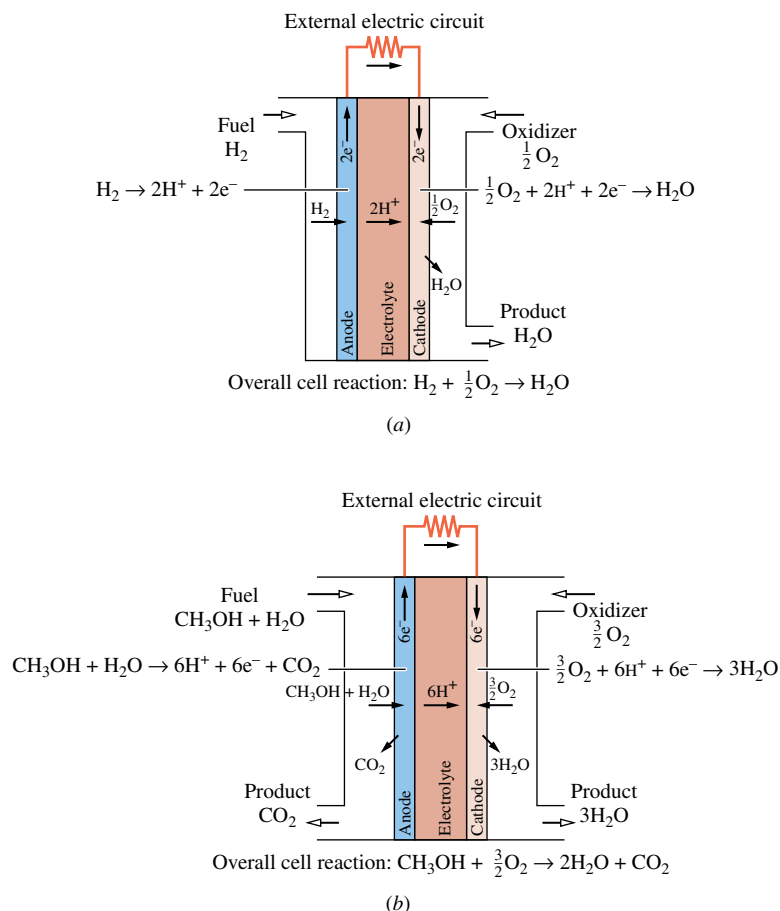 External electric circuit
Fuel
H₂
Oxidizer
½ O₂
2e⁻
2e⁻
H₂ → 2H⁺ + 2e⁻
½ O₂ + 2H⁺ + 2e⁻ → H₂O
H₂
2H⁺
½ O₂
H₂O
Anode
Electrolyte
Cathode
Product
H₂O
Overall cell reaction: H₂ + ½ O₂ → H₂O
(a)
External electric circuit
Fuel
CH₃OH + H₂O
Oxidizer
3/2 O₂
6e⁻
6e⁻
CH₃OH + H₂O → 6H⁺ + 6e⁻ + CO₂
3/2 O₂ + 6H⁺ + 6e⁻ → 3H₂O
CH₃OH + H₂O
6H⁺
3/2 O₂
CO₂
3H₂O
Anode
Electrolyte
Cathode
Product
CO₂
Product
3H₂O
Overall cell reaction: CH₃OH + 3/2 O₂ → 2H₂O + CO₂
(b)